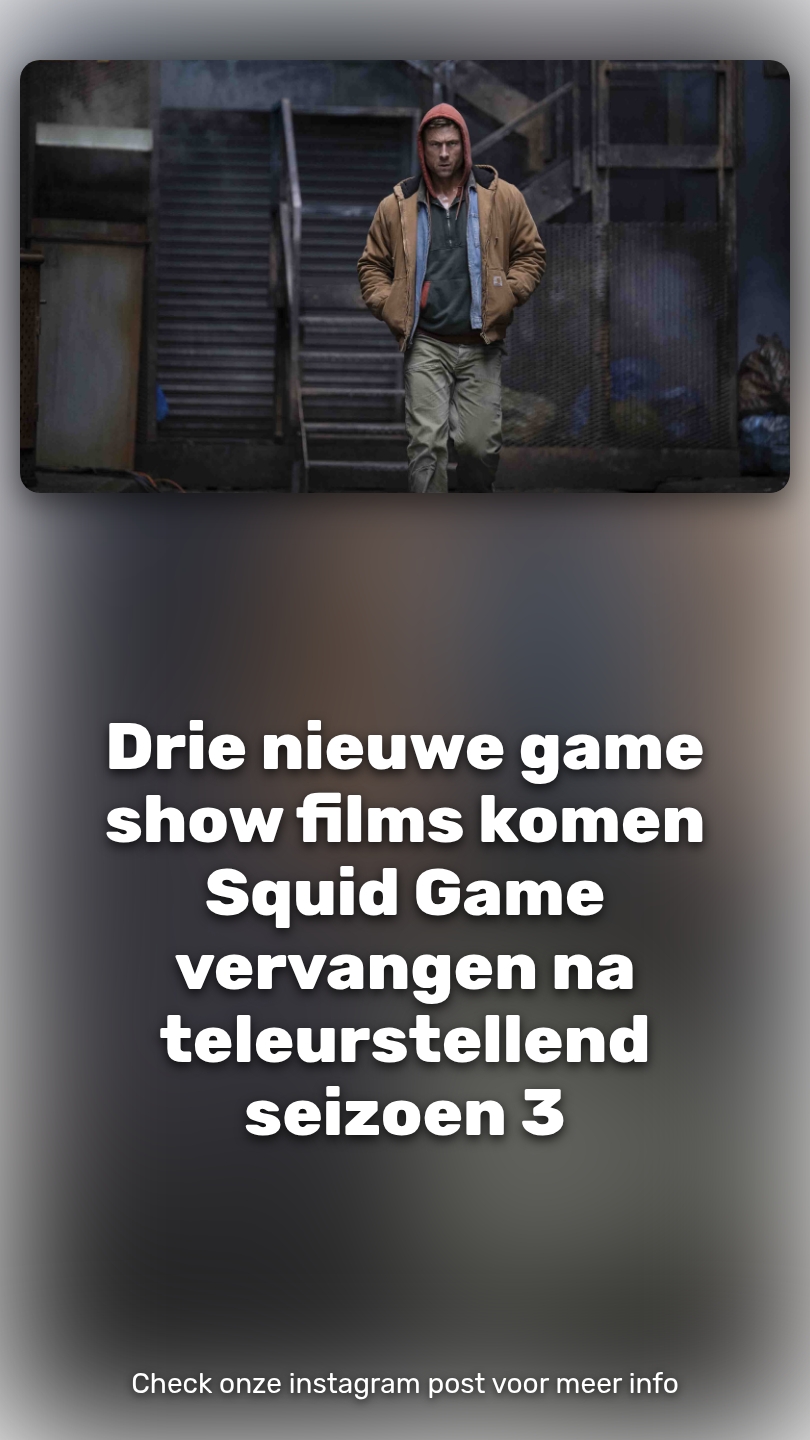 Drie nieuwe game
show films komen
Squid Game
vervangen na
teleurstellend
seizoen 3
Check onze instagram post voor meer info